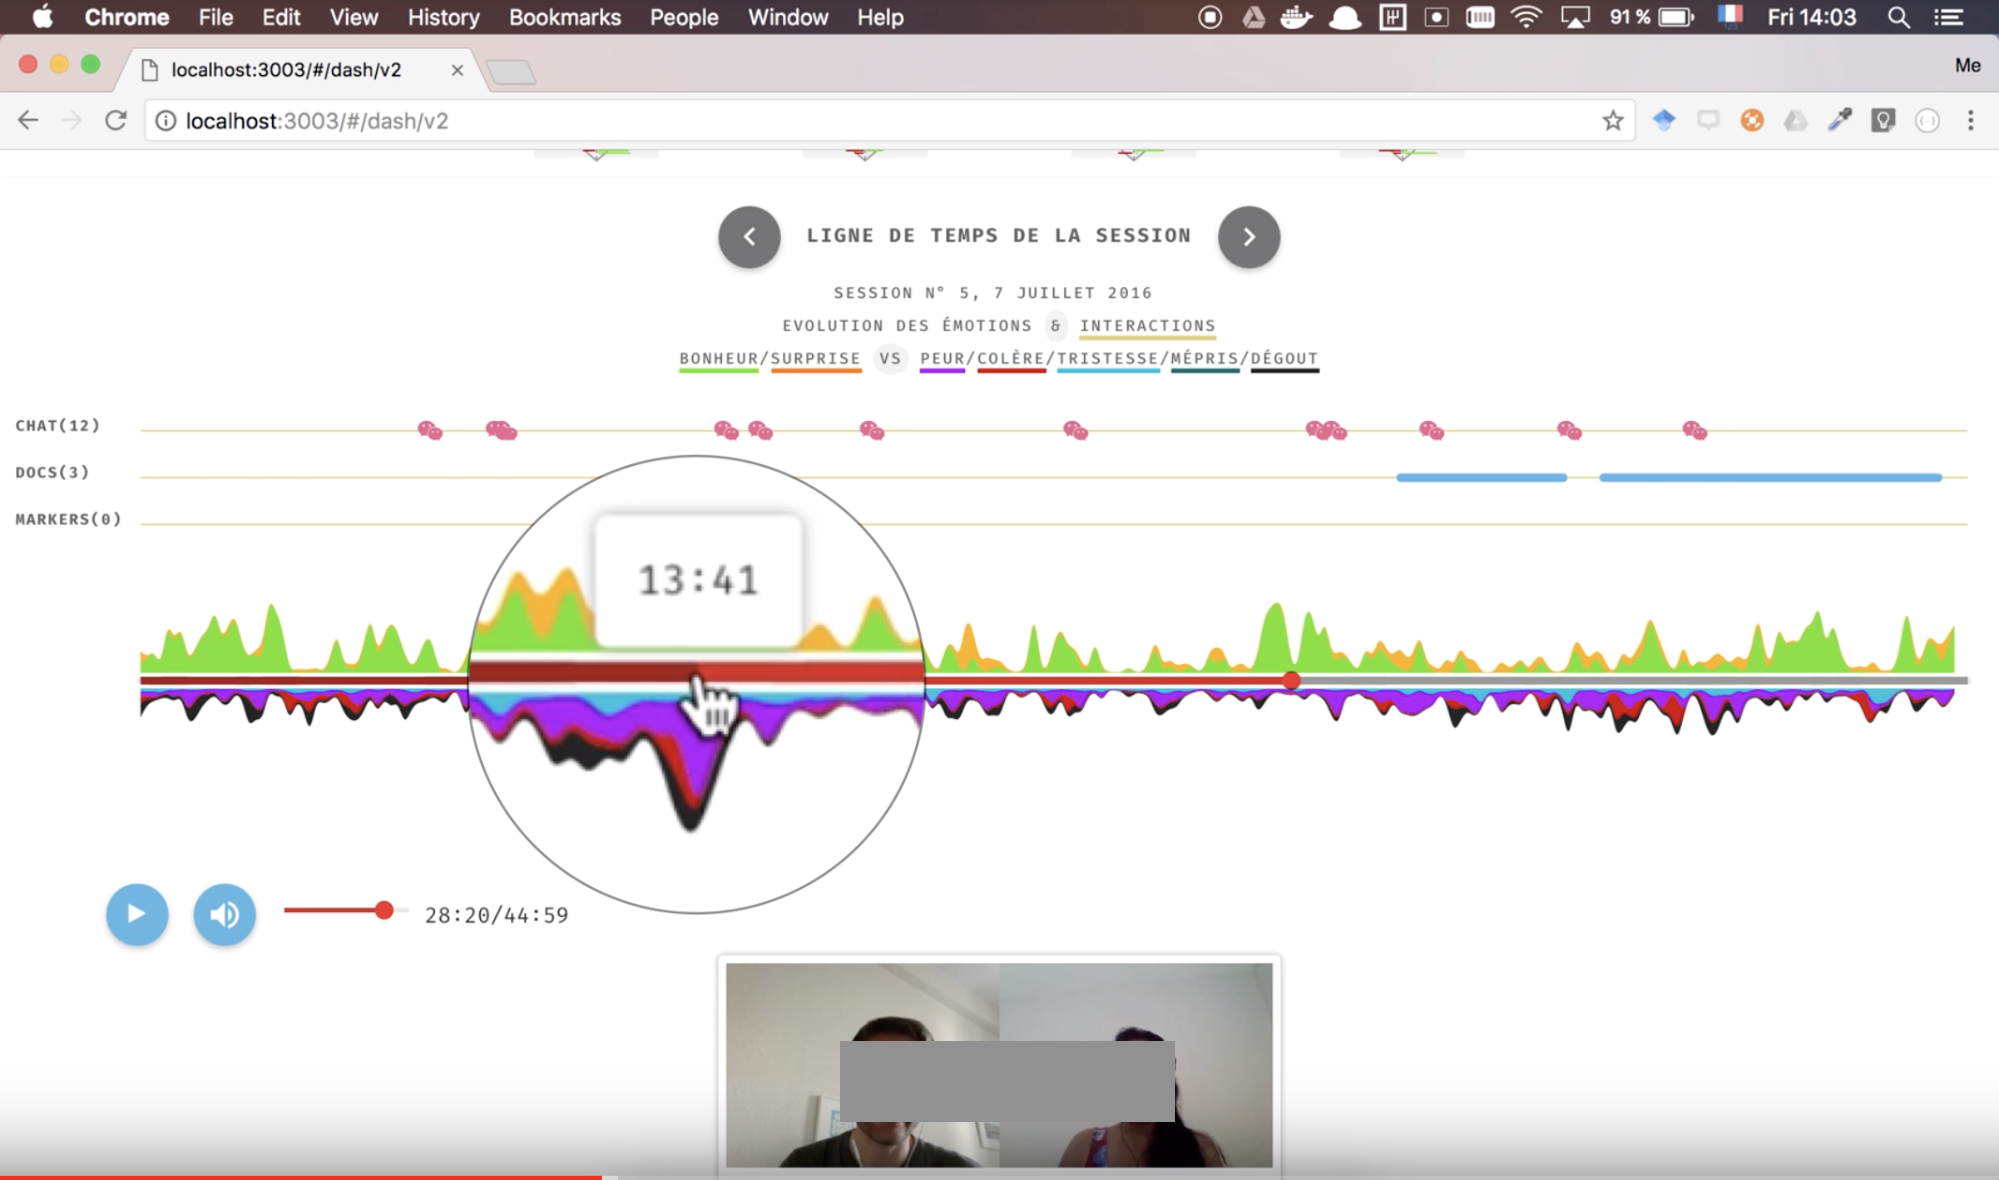 Chrome File Edit View History Bookmarks People Window Help 91 % Fri 14:03
localhost:3003/#/dash/v2 Me
localhost:3003/#/dash/v2
LIGNE DE TEMPS DE LA SESSION
SESSION N° 5, 7 JUILLET 2016
EVOLUTION DES ÉMOTIONS & INTERACTIONS
BONHEUR/SURPRISE VS PEUR/COLÈRE/TRISTESSE/MÉPRIS/DÉGOUT
CHAT(12)
DOCS(3)
MARKERS(0)
13:41
28:20/44:59